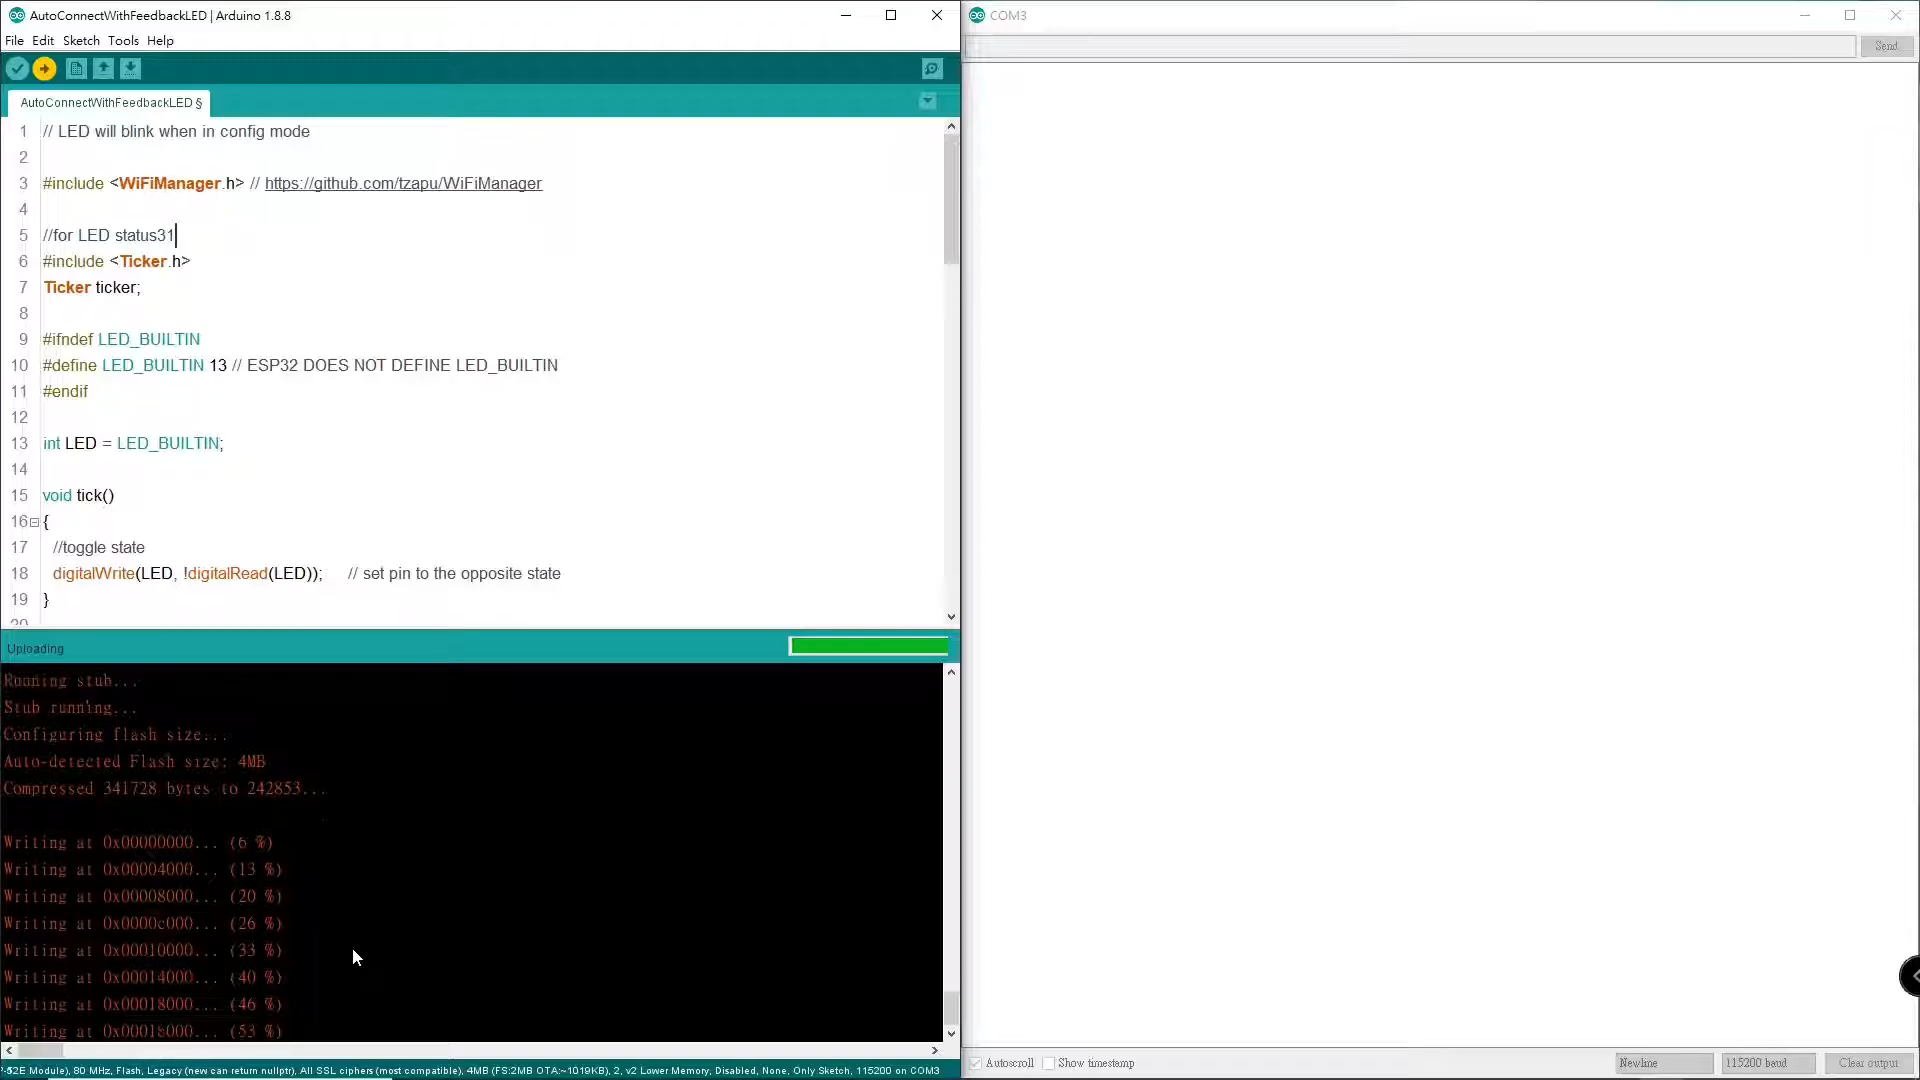 AutoConnectWithFeedbackLED | Arduino 1.8.8
File Edit Sketch Tools Help
AutoConnectWithFeedbackLED §
1 // LED will blink when in config mode
2
3 #include <WiFiManager.h> // https://github.com/tzapu/WiFiManager
4
5 //for LED status31
6 #include <Ticker.h>
7 Ticker ticker;
8
9 #ifndef LED_BUILTIN
10 #define LED_BUILTIN 13 // ESP32 DOES NOT DEFINE LED_BUILTIN
11 #endif
12
13 int LED = LED_BUILTIN;
14
15 void tick()
16 {
17 //toggle state
18 digitalWrite(LED, !digitalRead(LED)); // set pin to the opposite state
19 }
20
Uploading
Running stub...
Stub running...
Configuring flash size...
Auto-detected Flash size: 4MB
Compressed 341728 bytes to 242853...
Writing at 0x00000000... (6 %)
Writing at 0x00004000... (13 %)
Writing at 0x00008000... (20 %)
Writing at 0x0000c000... (26 %)
Writing at 0x00010000... (33 %)
Writing at 0x00014000... (40 %)
Writing at 0x00018000... (46 %)
Writing at (53 %)
Module), 80 MHz, Flash, Legacy (new can return nullptr), All SSL ciphers (most compatible), 4MB (FS:2MB OTA:~1019KB), 2, v2 Lower Memory, Disabled, None, Only Sketch, 115200 on COM3
COM3
Send
Autoscroll Show timestamp
Newline 115200 baud Clear output